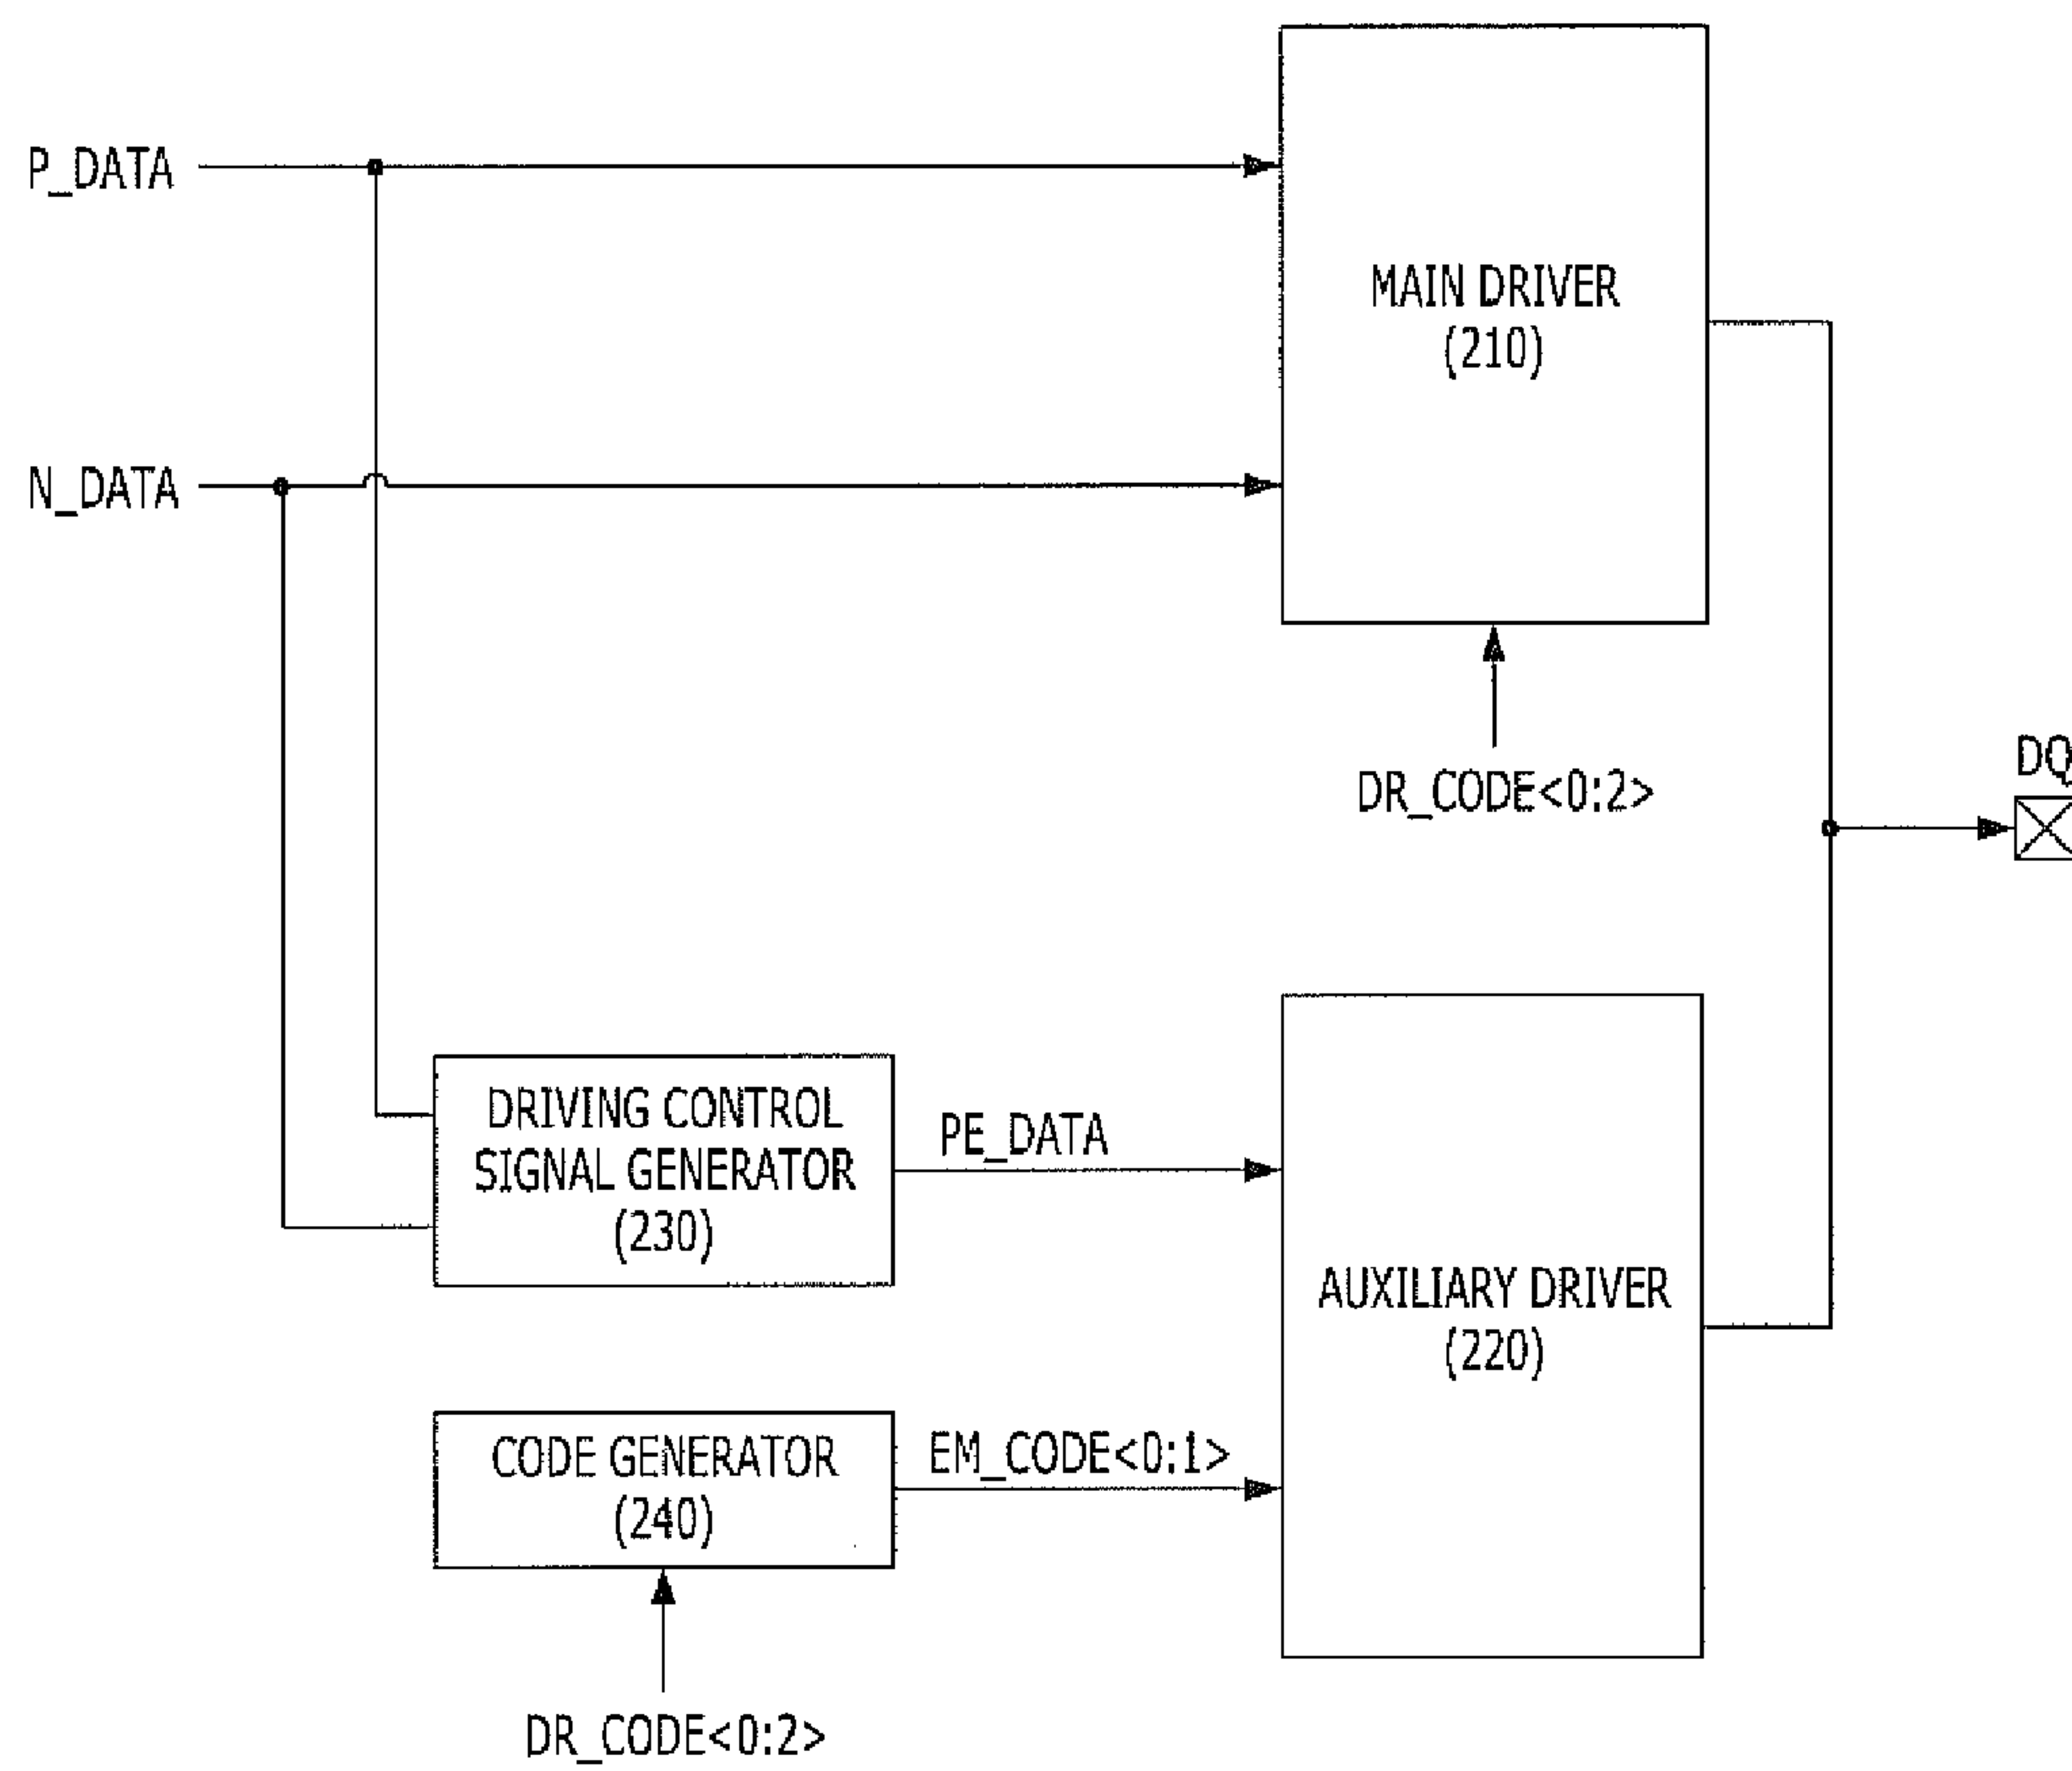 P_DATA
N_DATA
MAIN DRIVER
(210)
DR_CODE<0:2>
DQ
DRIVING CONTROL
SIGNAL GENERATOR
(230)
PE_DATA
AUXILIARY DRIVER
(220)
CODE GENERATOR
(240)
EM_CODE<0:1>
DR_CODE<0:2>